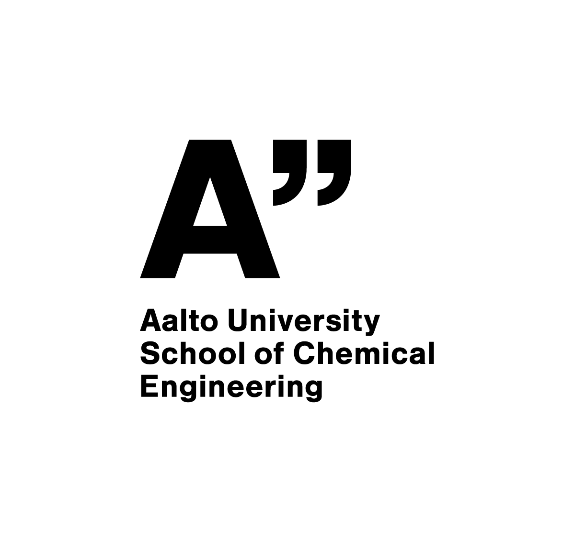 A”
Aalto University
School of Chemical
Engineering